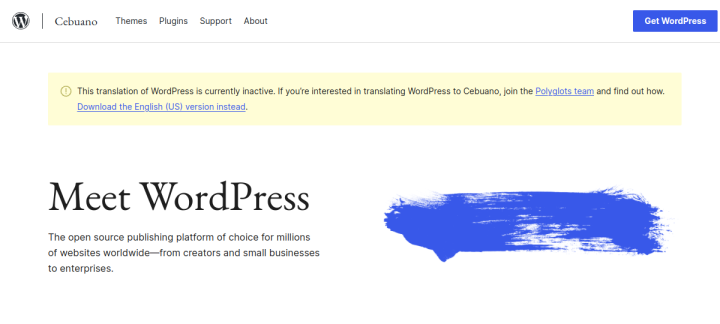 Cebuano Themes Plugins Support About Get WordPress
This translation of WordPress is currently inactive. If you're interested in translating WordPress to Cebuano, join the Polyglots team and find out how.
Download the English (US) version instead.
Meet WordPress
The open source publishing platform of choice for millions
of websites worldwide—from creators and small businesses
to enterprises.